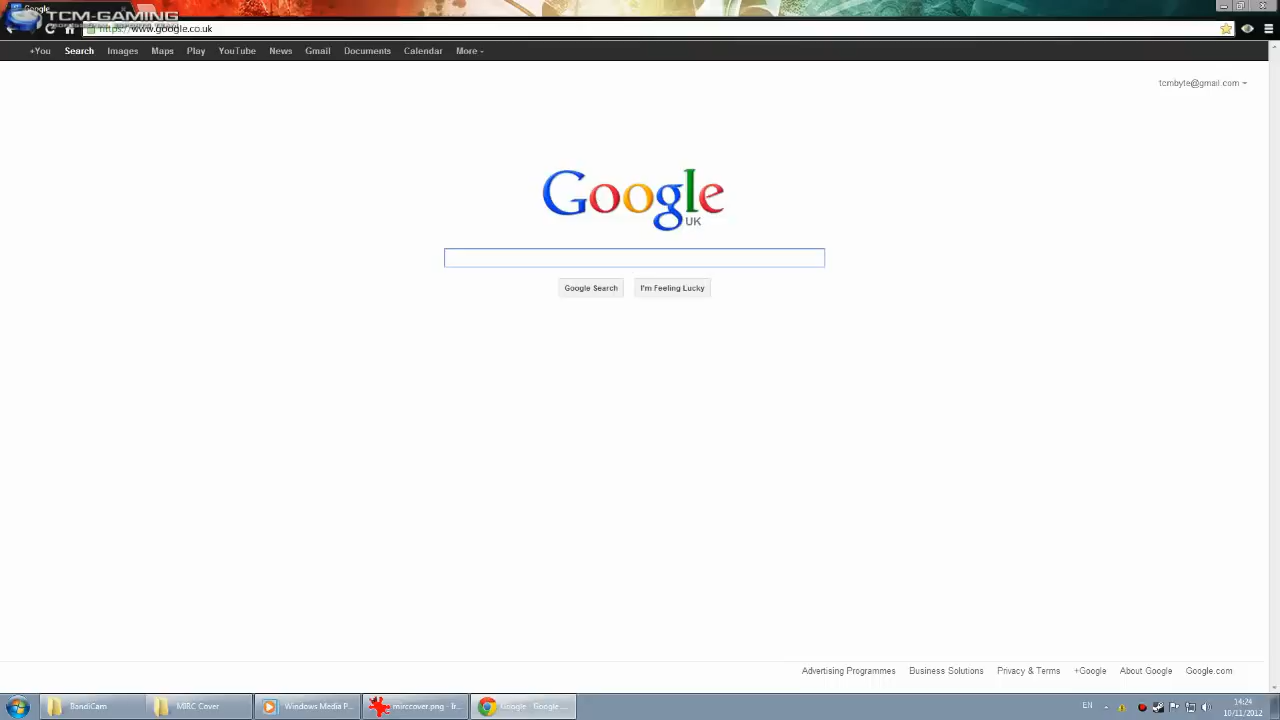 Google
TCM-GAMING
https://www.google.co.uk
+You Search Images Maps Play YouTube News Gmail Documents Calendar More
tcmbyte@gmail.com
Google
UK
Google Search I'm Feeling Lucky
Advertising Programmes Business Solutions Privacy & Terms +Google About Google Google.com
BandiCam MIRC Cover Windows Media P... mirccover.png - Ir... Google - Google ... EN 14:24
10/11/2012